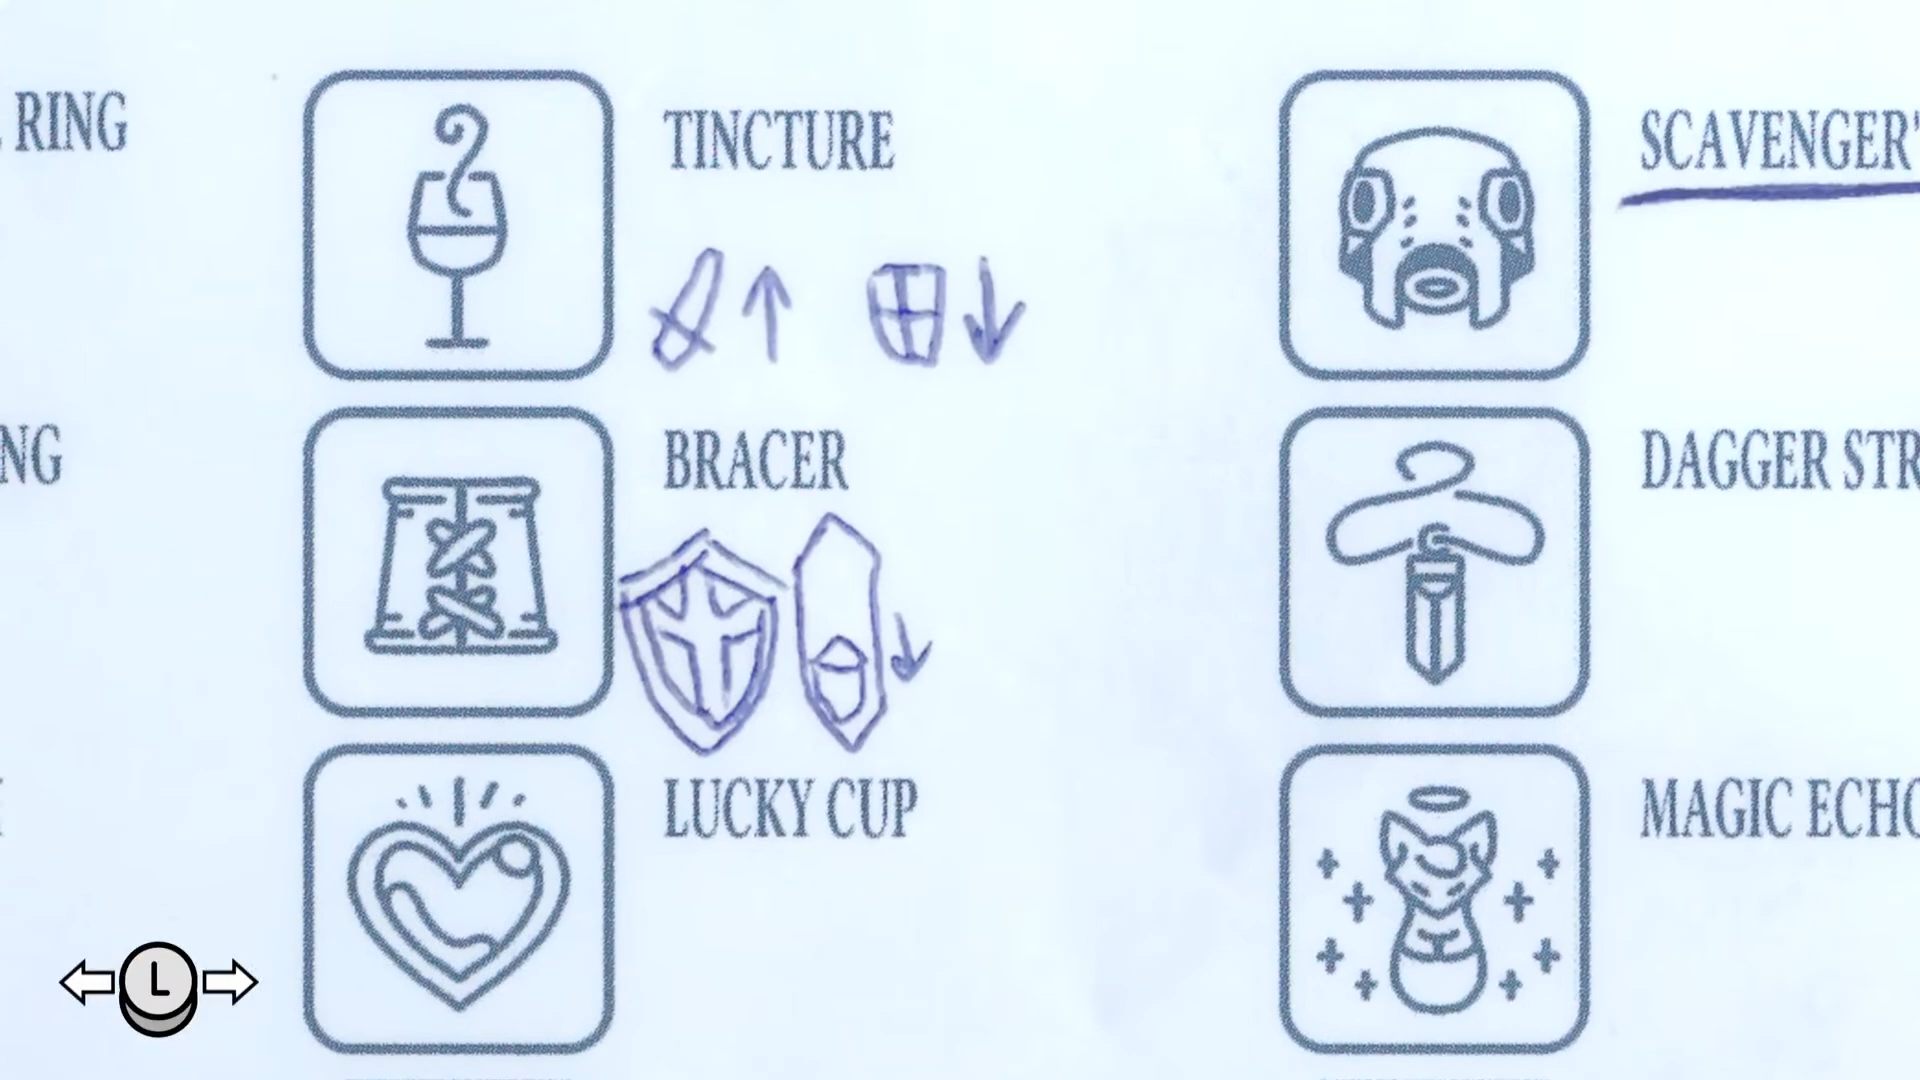 RING
TINCTURE
SCAVENGER'
NG
BRACER
DAGGER STR
LUCKY CUP
MAGIC ECHO
L